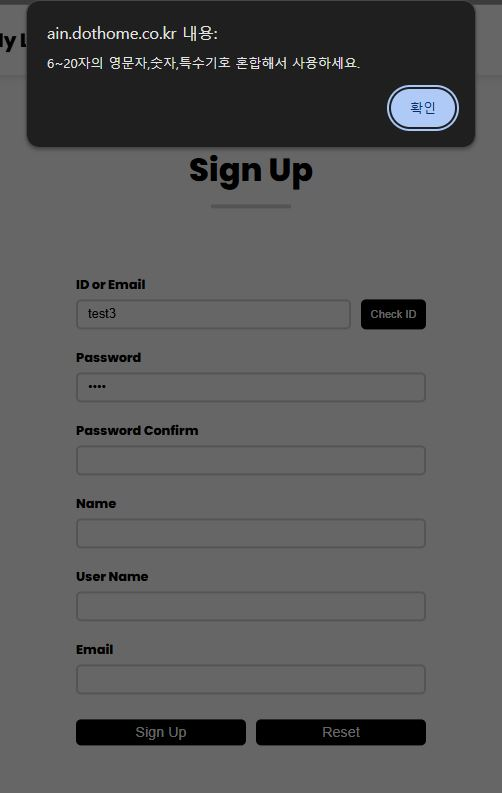 ain.dothome.co.kr 내용:
6~20자의 영문자,숫자,특수기호 혼합해서 사용하세요.
확인
Sign Up
ID or Email
test3
Check ID
Password
••••
Password Confirm
Name
User Name
Email
Sign Up
Reset